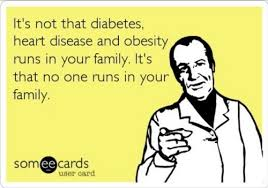 It's not that diabetes,
heart disease and obesity
runs in your family. It's
that no one runs in your
family.
someecards
user card